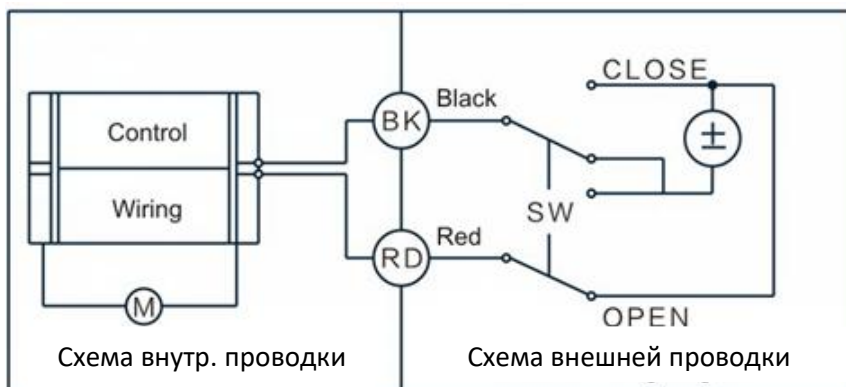 CLOSE
Black
BK
±
Control
SW
Wiring
Red
RD
M
OPEN
Схема внутр. проводки
Схема внешней проводки